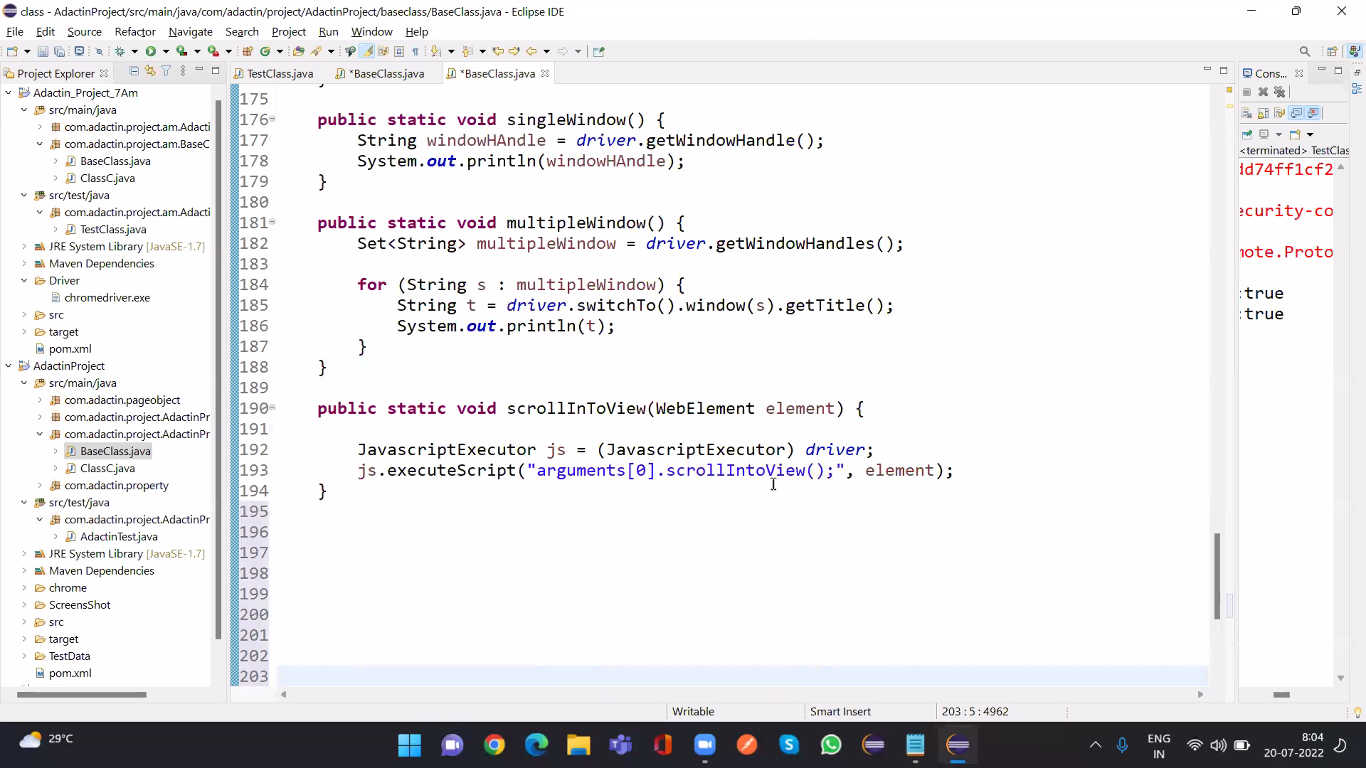 class - AdactinProject/src/main/java/com/adactin/project/AdactinProject/baseclass/BaseClass.java - Eclipse IDE
File Edit Source Refactor Navigate Search Project Run Window Help
Project Explorer
TestClass.java
*BaseClass.java
*BaseClass.java
Cons...
Adactin_Project_7Am
src/main/java
com.adactin.project.am.Adacti
com.adactin.project.am.BaseC
BaseClass.java
ClassC.java
src/test/java
com.adactin.project.am.Adacti
TestClass.java
JRE System Library [JavaSE-1.7]
Maven Dependencies
Driver
chromedriver.exe
src
target
pom.xml
AdactinProject
src/main/java
com.adactin.pageobject
com.adactin.project.AdactinPr
com.adactin.project.AdactinPr
BaseClass.java
ClassC.java
com.adactin.property
src/test/java
com.adactin.project.AdactinPr
AdactinTest.java
JRE System Library [JavaSE-1.7]
Maven Dependencies
chrome
ScreensShot
src
target
TestData
pom.xml
175
176 public static void singleWindow() {
177 String windowHAndle = driver.getWindowHandle();
178 System.out.println(windowHAndle);
179 }
180
181 public static void multipleWindow() {
182 Set<String> multipleWindow = driver.getWindowHandles();
183
184 for (String s : multipleWindow) {
185 String t = driver.switchTo().window(s).getTitle();
186 System.out.println(t);
187 }
188 }
189
190 public static void scrollInToView(WebElement element) {
191
192 JavascriptExecutor js = (JavascriptExecutor) driver;
193 js.executeScript("arguments[0].scrollIntoView();", element);
194 }
195
196
197
198
199
200
201
202
203
<terminated> TestClass
dd74ff1cf2
ecurity-co
mote.Proto
:true
:true
Writable
Smart Insert
203 : 5 : 4962
29°C
ENG
IN
8:04
20-07-2022